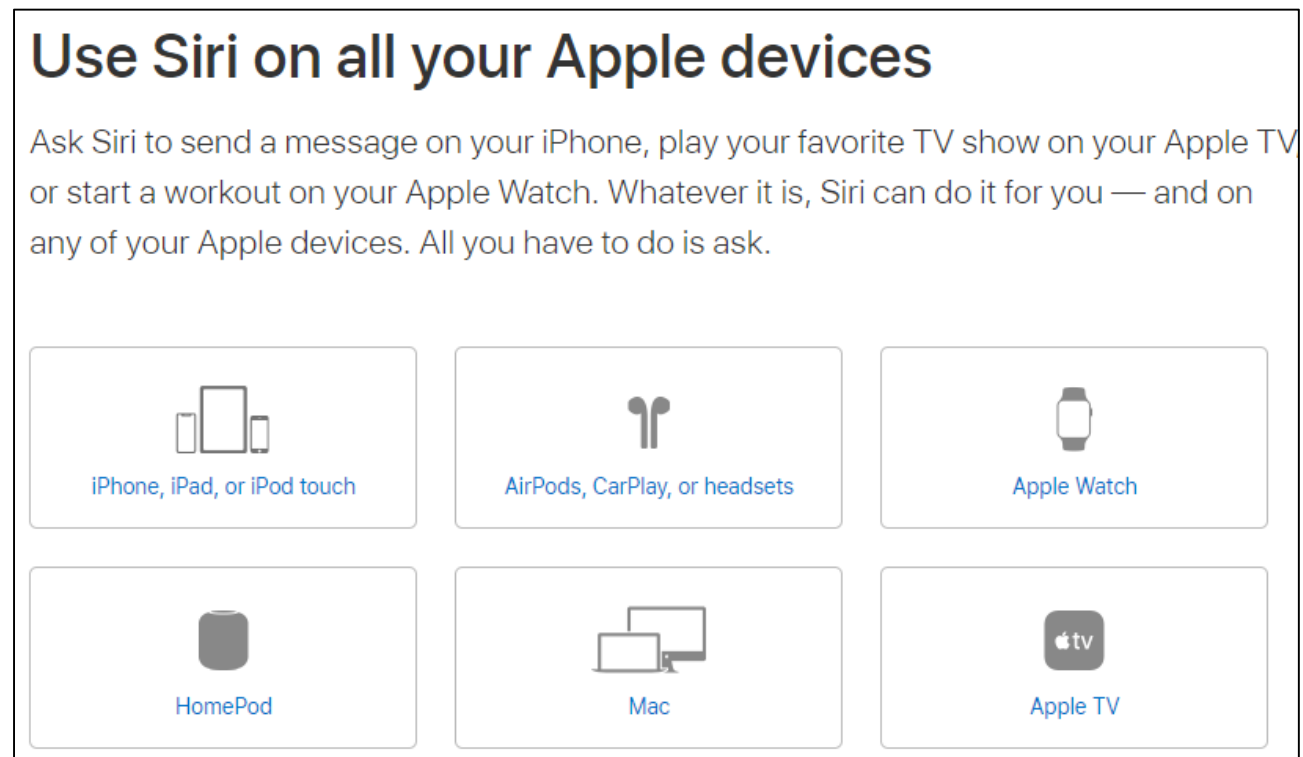 Use Siri on all your Apple devices
Ask Siri to send a message on your iPhone, play your favorite TV show on your Apple TV,
or start a workout on your Apple Watch. Whatever it is, Siri can do it for you — and on
any of your Apple devices. All you have to do is ask.
iPhone, iPad, or iPod touch
AirPods, CarPlay, or headsets
Apple Watch
tv
HomePod
Mac
Apple TV